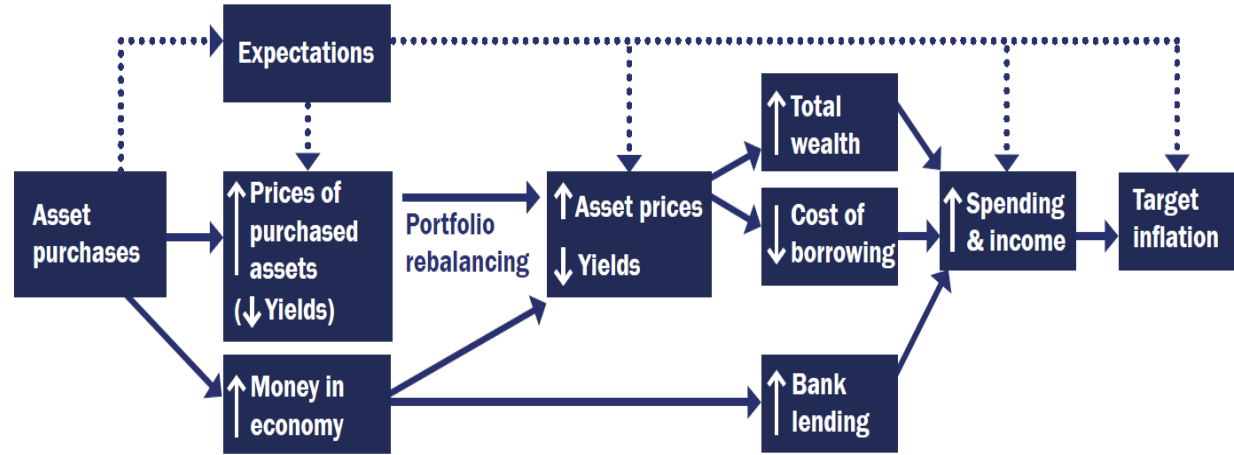 Expectations
Asset
purchases
↑ Prices of
purchased
assets
(↓ Yields)
↑ Money in
economy
Portfolio
rebalancing
↑ Asset prices
↓ Yields
↑ Total
wealth
↓ Cost of
borrowing
↑ Bank
lending
↑ Spending
& income
Target
inflation